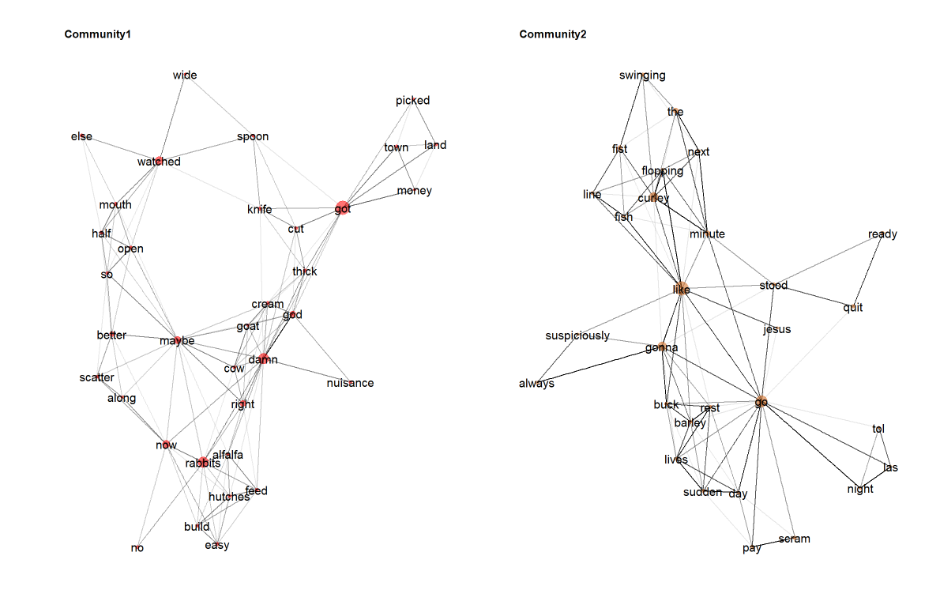 Community1
Community2
wide
swinging
picked
the
else
spoon
town
land
fist
next
watched
flopping
money
line
curley
mouth
knife
got
fish
half
cut
minute
ready
open
so
thick
like
stood
cream
god
quit
goat
jesus
better
maybe
suspiciously
gonna
damn
cow
scatter
nuisance
always
along
right
buck
rest
go
barley
tol
now
alfalfa
rabbits
lives
las
feed
hutches
sudden
day
night
build
scram
no
easy
pay